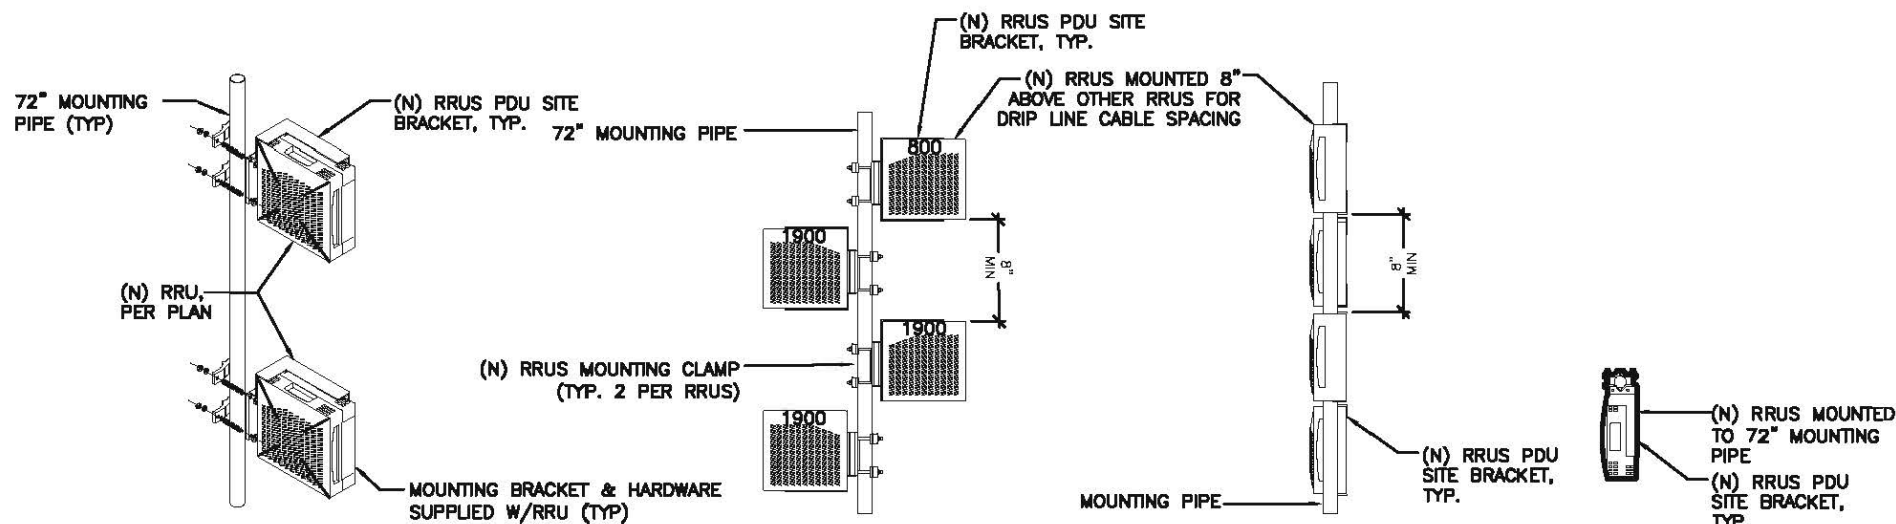 72" MOUNTING
PIPE (TYP)
(N) RRUS PDU SITE
BRACKET, TYP.
(N) RRU,
PER PLAN
MOUNTING BRACKET & HARDWARE
SUPPLIED W/RRU (TYP)
72" MOUNTING PIPE
(N) RRUS PDU SITE
BRACKET, TYP.
(N) RRUS MOUNTED 8"
ABOVE OTHER RRUS FOR
DRIP LINE CABLE SPACING
800
1900
1900
1900
8"
MIN
(N) RRUS MOUNTING CLAMP
(TYP. 2 PER RRUS)
8"
MIN
MOUNTING PIPE
(N) RRUS PDU
SITE BRACKET,
TYP.
(N) RRUS MOUNTED
TO 72" MOUNTING
PIPE
(N) RRUS PDU
SITE BRACKET,
TYP.